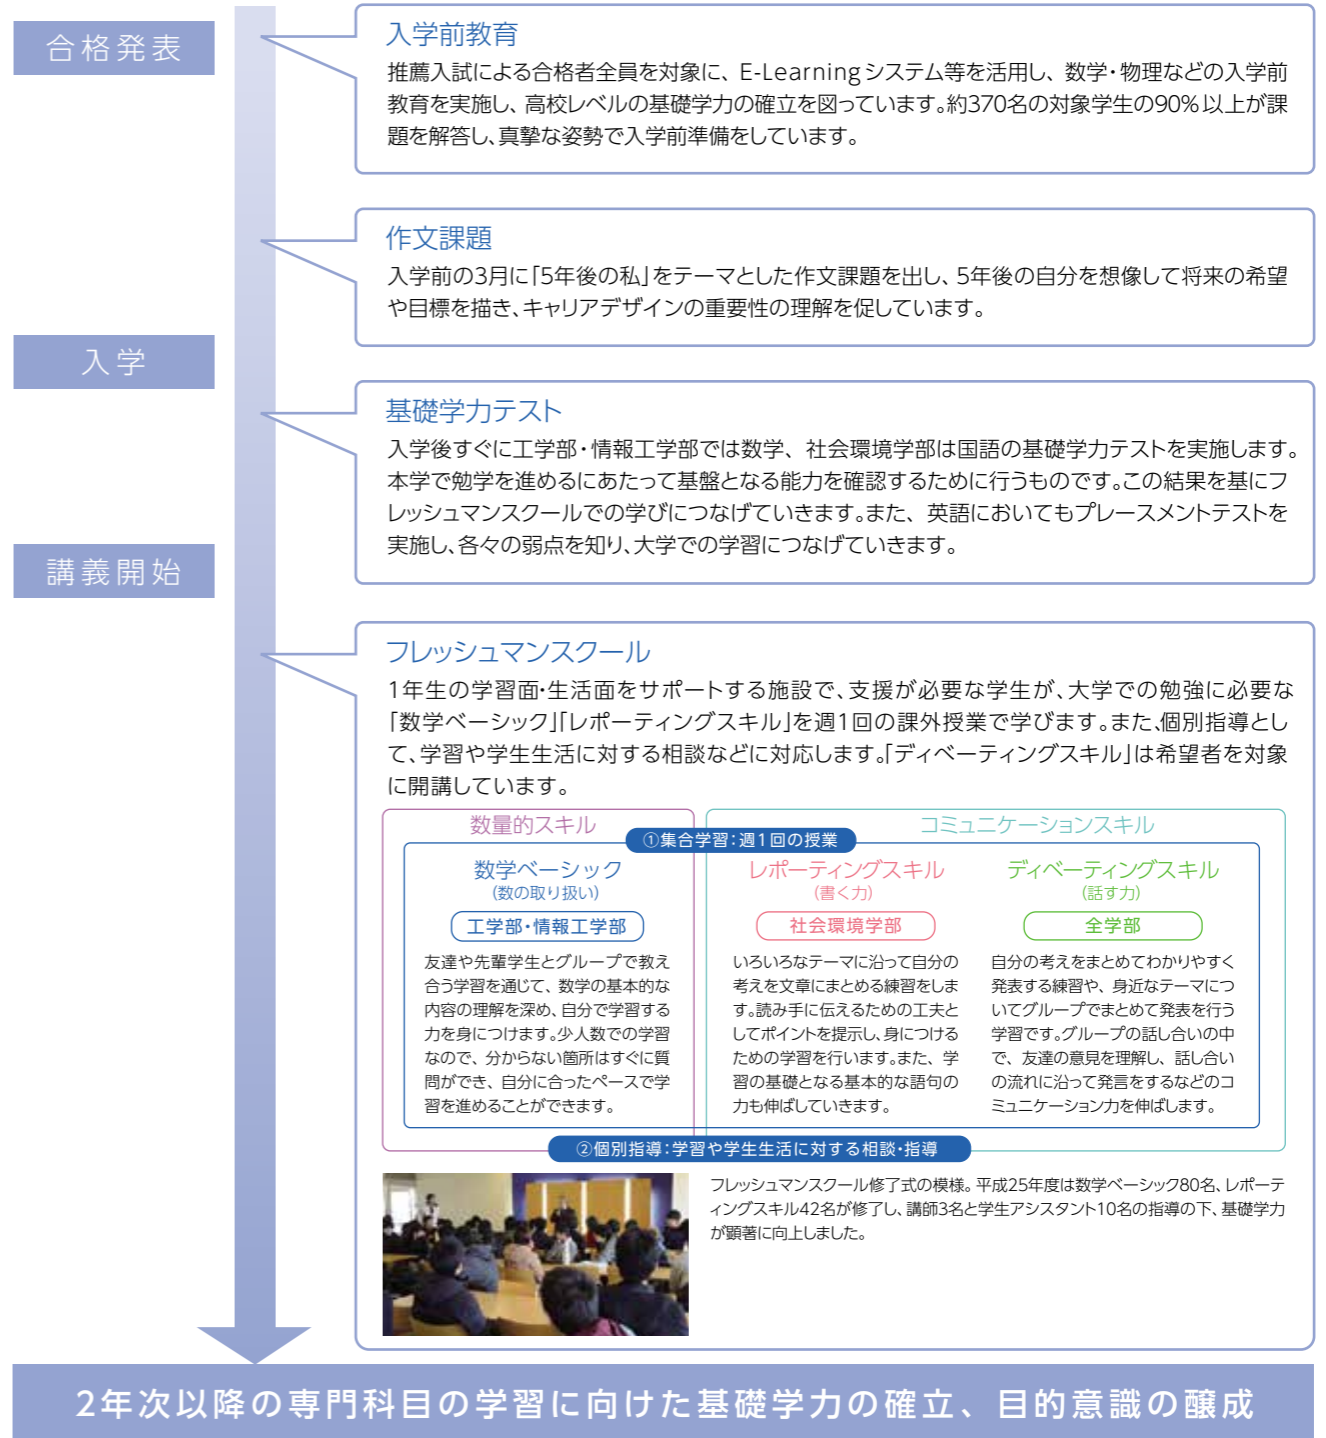 合格発表
入学前教育
推薦入試による合格者全員を対象に、E-Learningシステム等を活用し、数学・物理などの入学前
教育を実施し、高校レベルの基礎学力の確立を図っています。約370名の対象学生の90%以上が課
題を解答し、真摯な姿勢で入学前準備をしています。
作文課題
入学前の3月に「5年後の私」をテーマとした作文課題を出し、5年後の自分を想像して将来の希望
や目標を描き、キャリアデザインの重要性の理解を促しています。
入学
基礎学力テスト
入学後すぐに工学部・情報工学部では数学、社会環境学部は国語の基礎学力テストを実施します。
本学で勉学を進めるにあたって基盤となる能力を確認するために行うものです。この結果を基にフ
レッシュマンスクールでの学びにつなげていきます。また、英語においてもプレースメントテストを
実施し、各々の弱点を知り、大学での学習につなげていきます。
講義開始
フレッシュマンスクール
1年生の学習面・生活面をサポートする施設で、支援が必要な学生が、大学での勉強に必要な
「数学ベーシック」「レポーティングスキル」を週1回の課外授業で学びます。また、個別指導とし
て、学習や学生生活に対する相談などに対応します。「ディベーティングスキル」は希望者を対象
に開講しています。
数量的スキル
コミュニケーションスキル
①集合学習:週1回の授業
数学ベーシック
(数の取り扱い)
工学部・情報工学部
友達や先輩学生とグループで教え
合う学習を通じて、数学の基本的な
内容の理解を深め、自分で学習する
力を身につけます。少人数での学習
なので、分からない箇所はすぐに質
問ができ、自分に合ったペースで学
習を進めることができます。
レポーティングスキル
(書く力)
社会環境学部
いろいろなテーマに沿って自分の
考えを文章にまとめる練習をしま
す。読み手に伝えるための工夫と
してポイントを提示し、身につける
ための学習を行います。また、学
習の基礎となる基本的な語句の
力も伸ばしていきます。
ディベーティングスキル
(話す力)
全学部
自分の考えをまとめてわかりやすく
発表する練習や、身近なテーマにつ
いてグループでまとめて発表を行う
学習です。グループの話し合いの中
で、友達の意見を理解し、話し合い
の流れに沿って発言をするなどのコ
ミュニケーション力を伸ばします。
②個別指導:学習や学生生活に対する相談・指導
フレッシュマンスクール修了式の模様。平成25年度は数学ベーシック80名、レポーテ
ィングスキル42名が修了し、講師3名と学生アシスタント10名の指導の下、基礎学力
が顕著に向上しました。
2年次以降の専門科目の学習に向けた基礎学力の確立、目的意識の醸成